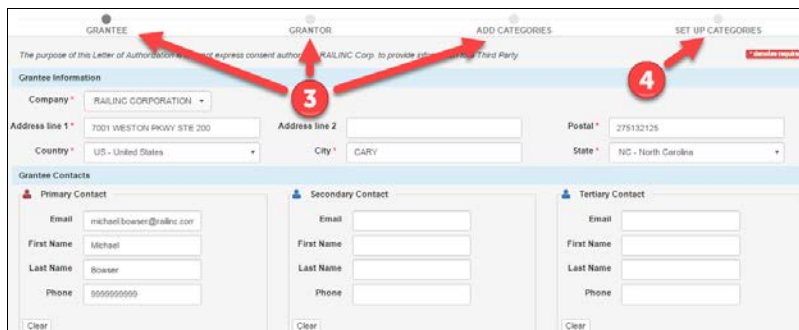 GRANTEE GRANTOR ADD CATEGORIES SET UP CATEGORIES
The purpose of this Letter of Authorization express consent RAILINC Corp. to provide Third Party * denotes
3 4
Grantee Information
Company * RAILINC CORPORATION
Address line 1 * 7001 WESTON PKWY STE 200 Address line 2 Postal * 275132125
Country * US - United States City * CARY State * NC - North Carolina
Grantee Contacts
Primary Contact Secondary Contact Tertiary Contact
Email michael.bowser@railinc.com Email Email
First Name Michael First Name First Name
Last Name Bowser Last Name Last Name
Phone 9999999999 Phone Phone
Clear Clear Clear